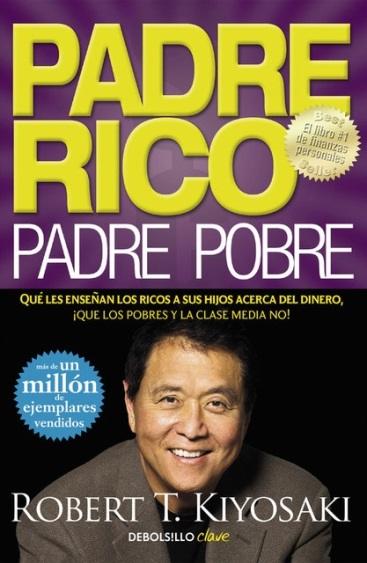 PADRE
RICO
Best
El libro #1
de finanzas
personales
Seller
PADRE POBRE
QUÉ LES ENSEÑAN LOS RICOS A SUS HIJOS ACERCA DEL DINERO,
¡QUE LOS POBRES Y LA CLASE MEDIA NO!
más de un
millón
de
ejemplares
vendidos
ROBERT T. KIYOSAKI
DEBOLS!LLO clave